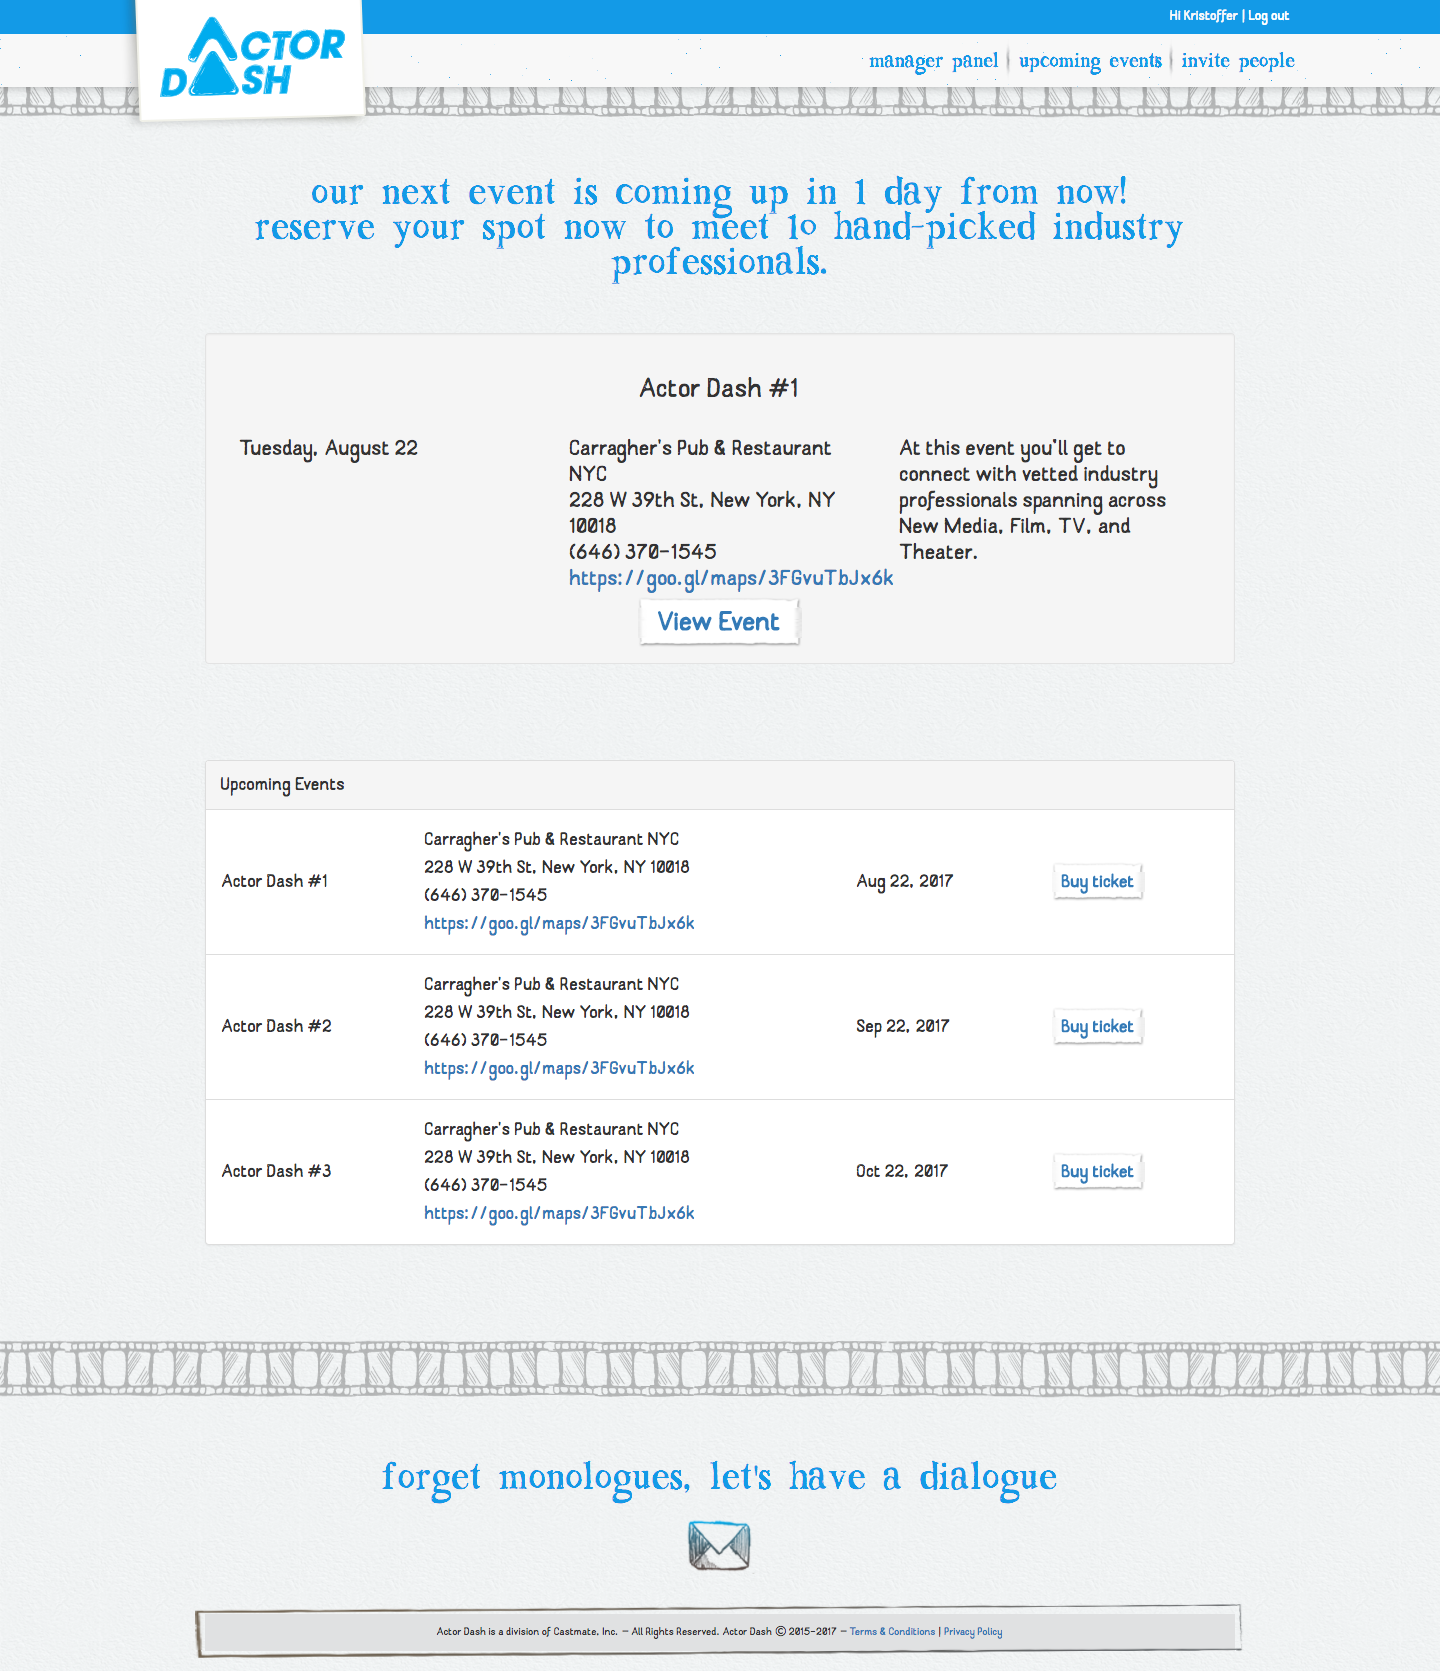 Hi Kristoffer | Log out
ACTOR
DASH
manager panel
upcoming events
invite people
our next event is coming up in 1 day from now!
reserve your spot now to meet 10 hand-picked industry
professionals.
Actor Dash #1
Tuesday, August 22
Carragher's Pub & Restaurant
NYC
228 W 39th St, New York, NY
10018
(646) 370-1545
https://goo.gl/maps/3FGvuTbJx6k
At this event you'll get to
connect with vetted industry
professionals spanning across
New Media, Film, TV, and
Theater.
View Event
Upcoming Events
Actor Dash #1
Carragher's Pub & Restaurant NYC
228 W 39th St, New York, NY 10018
(646) 370-1545
https://goo.gl/maps/3FGvuTbJx6k
Aug 22, 2017
Buy ticket
Actor Dash #2
Carragher's Pub & Restaurant NYC
228 W 39th St, New York, NY 10018
(646) 370-1545
https://goo.gl/maps/3FGvuTbJx6k
Sep 22, 2017
Buy ticket
Actor Dash #3
Carragher's Pub & Restaurant NYC
228 W 39th St, New York, NY 10018
(646) 370-1545
https://goo.gl/maps/3FGvuTbJx6k
Oct 22, 2017
Buy ticket
forget monologues, let's have a dialogue
Actor Dash is a division of Castmate, Inc. – All Rights Reserved. Actor Dash © 2015-2017 – Terms & Conditions | Privacy Policy